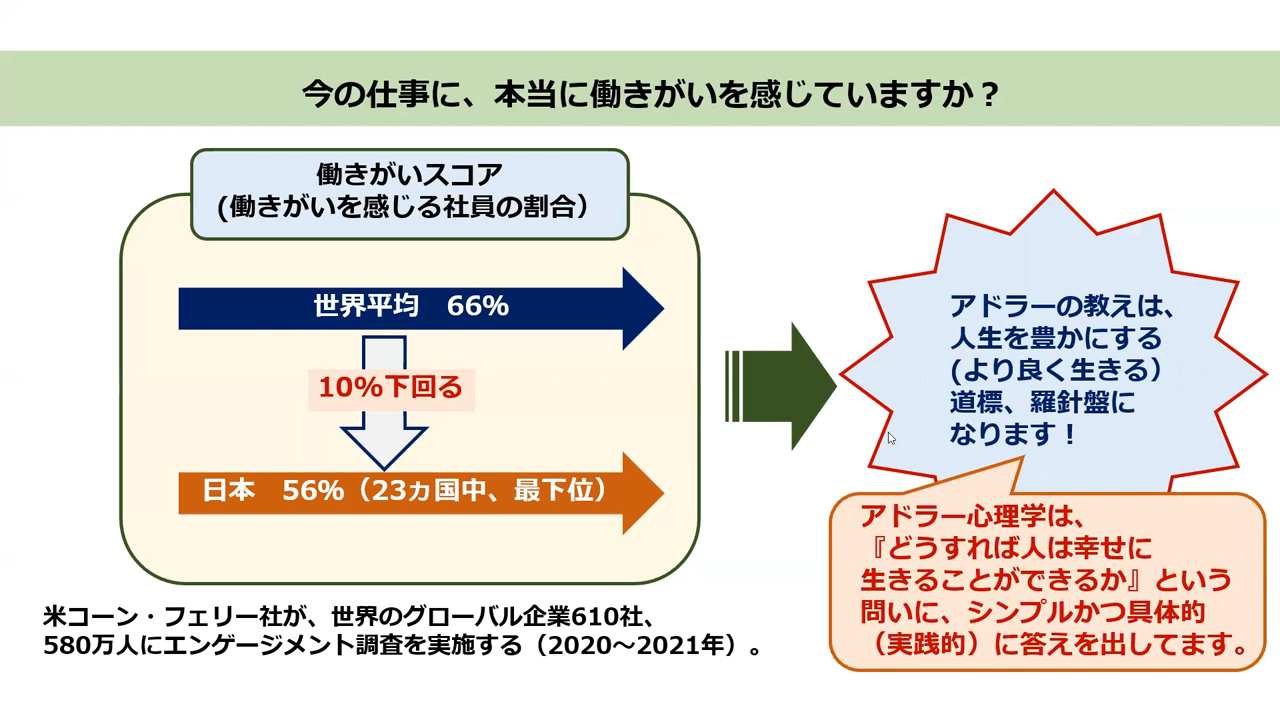 今の仕事に、本当に働きがいを感じていますか？
働きがいスコア
(働きがいを感じる社員の割合）
世界平均　66%
10%下回る
日本　56%（23ヵ国中、最下位）
米コーン・フェリー社が、世界のグローバル企業610社、
580万人にエンゲージメント調査を実施する（2020～2021年）。
アドラーの教えは、
人生を豊かにする
(より良く生きる）
道標、羅針盤に
なります！
アドラー心理学は、
『どうすれば人は幸せに
生きることができるか』という
問いに、シンプルかつ具体的
（実践的）に答えを出してます。